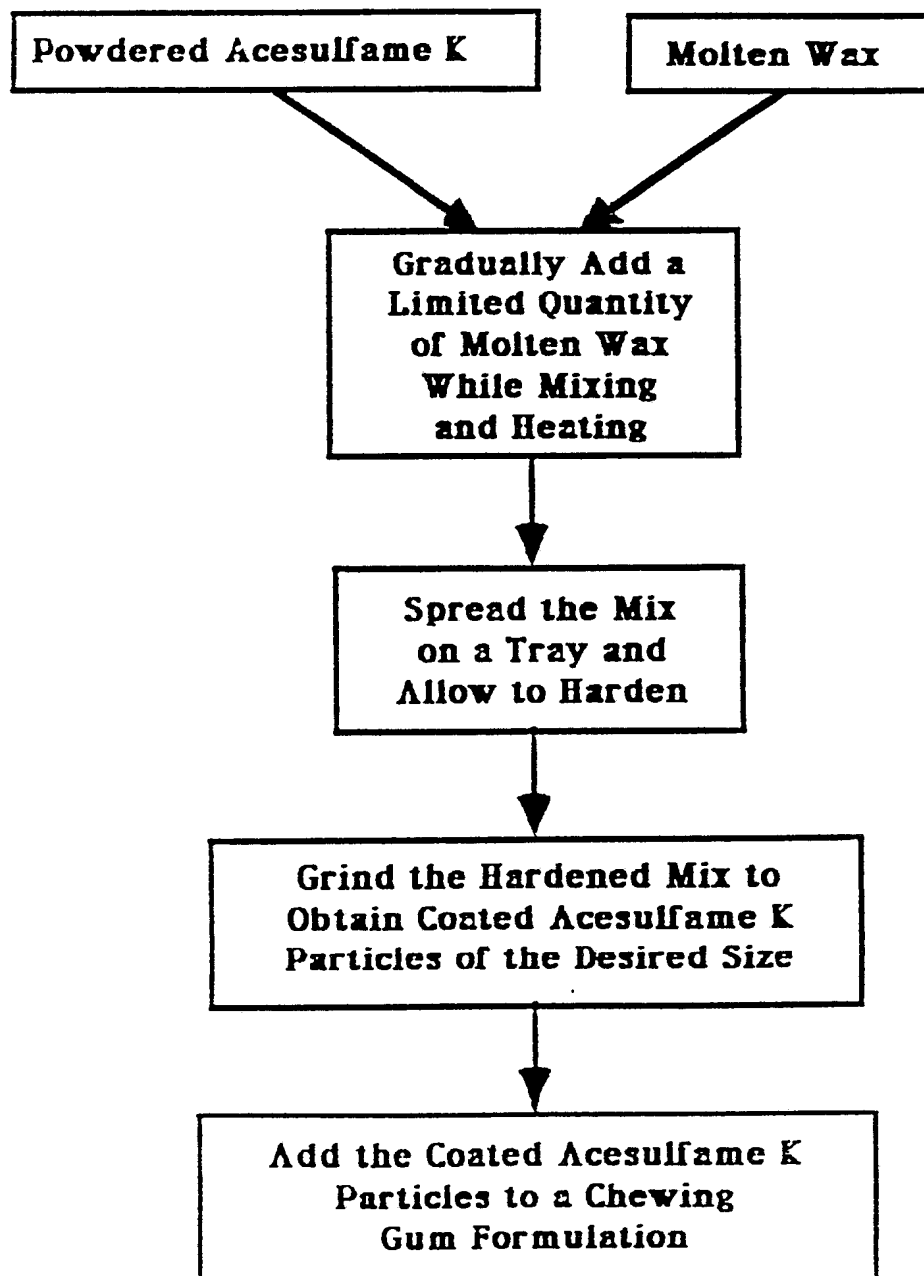 Powdered Acesulfame K
Molten Wax
Gradually Add a
Limited Quantity
of Molten Wax
While Mixing
and Heating
Spread the Mix
on a Tray and
Allow to Harden
Grind the Hardened Mix to
Obtain Coated Acesulfame K
Particles of the Desired Size
Add the Coated Acesulfame K
Particles to a Chewing
Gum Formulation